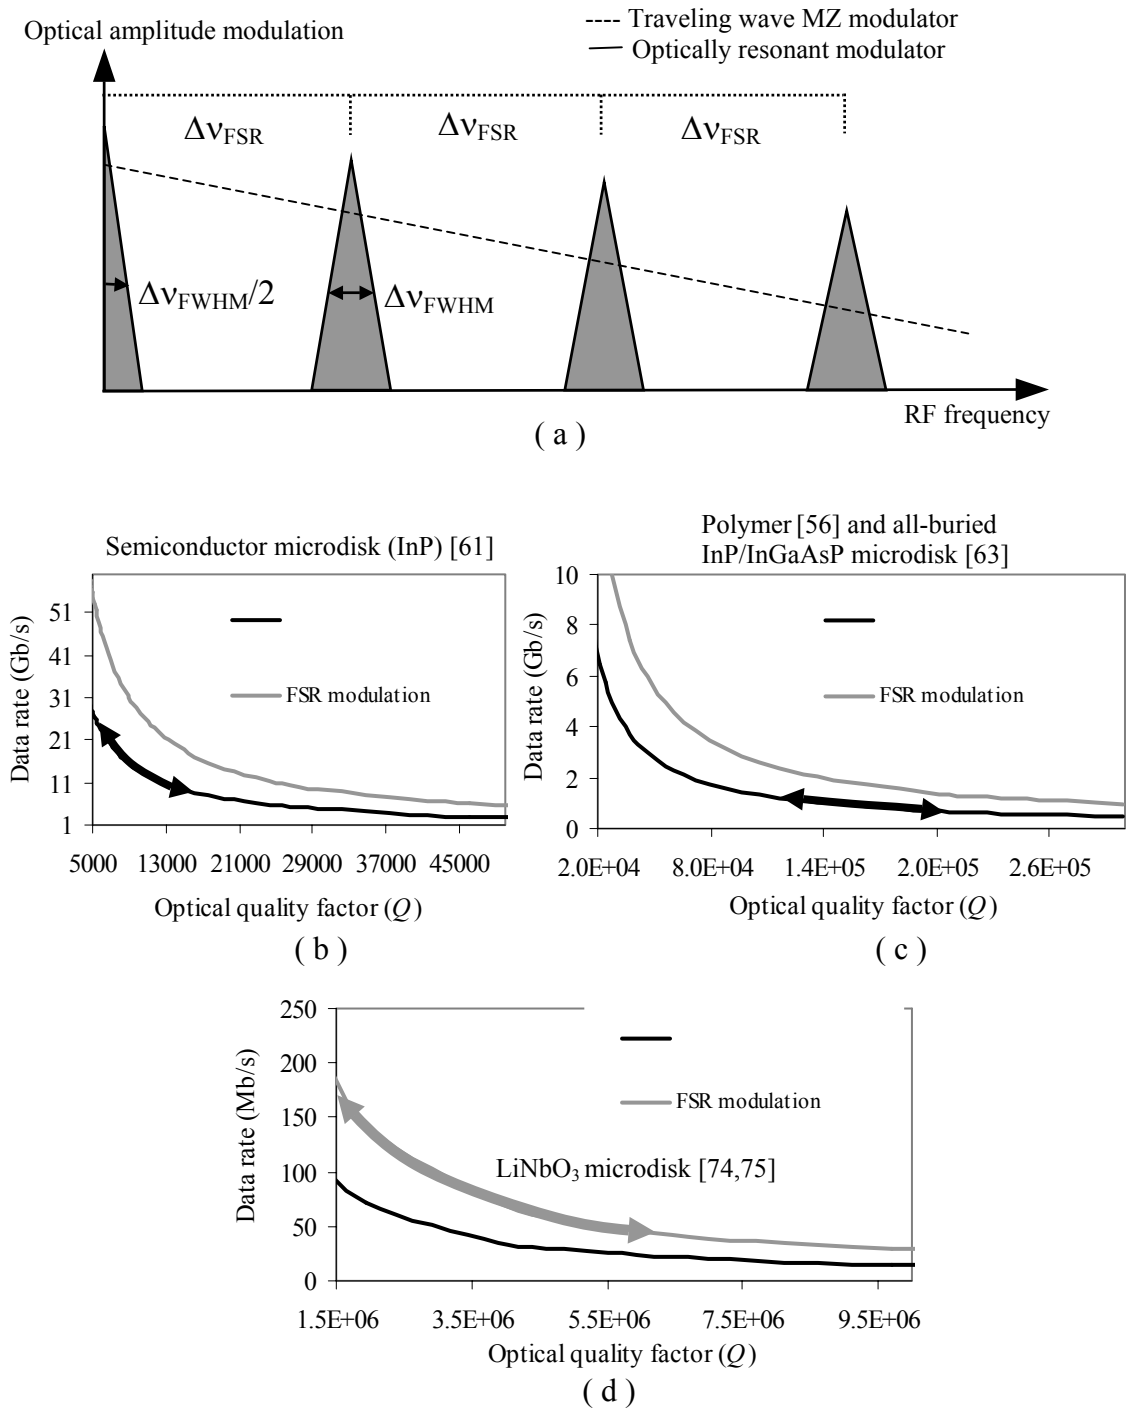 Optical amplitude modulation
---- Traveling wave MZ modulator
— Optically resonant modulator
ΔνFSR
ΔνFSR
ΔνFSR
ΔνFWHM/2
ΔνFWHM
RF frequency
( a )
Semiconductor microdisk (InP) [61]
Data rate (Gb/s)
51
41
31
21
11
1
FSR modulation
5000 13000 21000 29000 37000 45000
Optical quality factor (Q)
( b )
Polymer [56] and all-buried
InP/InGaAsP microdisk [63]
Data rate (Gb/s)
10
8
6
4
2
0
FSR modulation
2.0E+04 8.0E+04 1.4E+05 2.0E+05 2.6E+05
Optical quality factor (Q)
( c )
Data rate (Mb/s)
250
200
150
100
50
0
FSR modulation
LiNbO3 microdisk [74,75]
1.5E+06 3.5E+06 5.5E+06 7.5E+06 9.5E+06
Optical quality factor (Q)
( d )